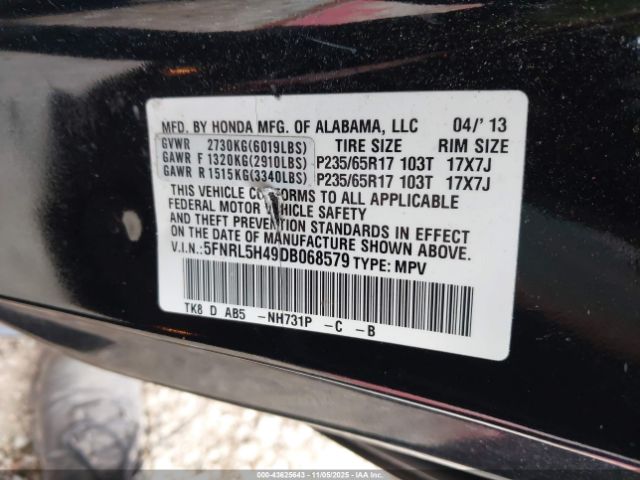 MFD. BY HONDA MFG. OF ALABAMA, LLC 04/' 13
GVWR 2730KG(6019LBS) TIRE SIZE RIM SIZE
GAWR F 1320KG(2910LBS) P235/65R17 103T 17X7J
GAWR R 1515KG(3340LBS) P235/65R17 103T 17X7J
THIS VEHICLE CONFORMS TO ALL APPLICABLE
FEDERAL MOTOR VEHICLE SAFETY
AND THEFT PREVENTION STANDARDS IN EFFECT
ON THE DATE OF MANUFACTURE SHOWN ABOVE.
V.I.N.:5FNRL5H49DB068579 TYPE: MPV
TK8 D AB5 -NH731P -C -B
000-43625643 | 11/05/2025 | IAA Inc.